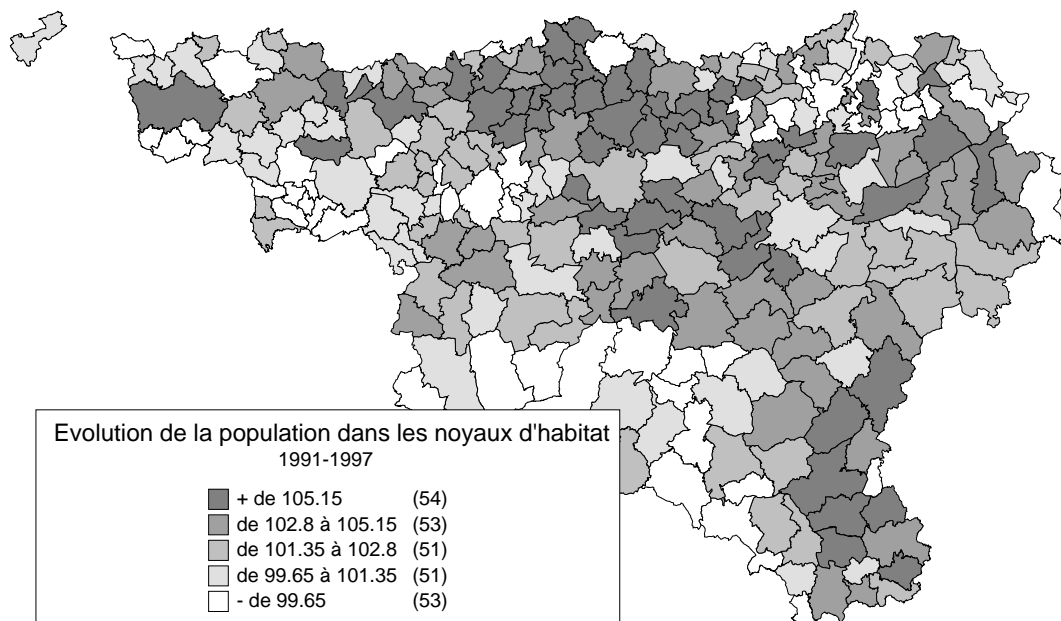 Evolution de la population dans les noyaux d'habitat
1991-1997
+ de 105.15 (54)
de 102.8 à 105.15 (53)
de 101.35 à 102.8 (51)
de 99.65 à 101.35 (51)
- de 99.65 (53)